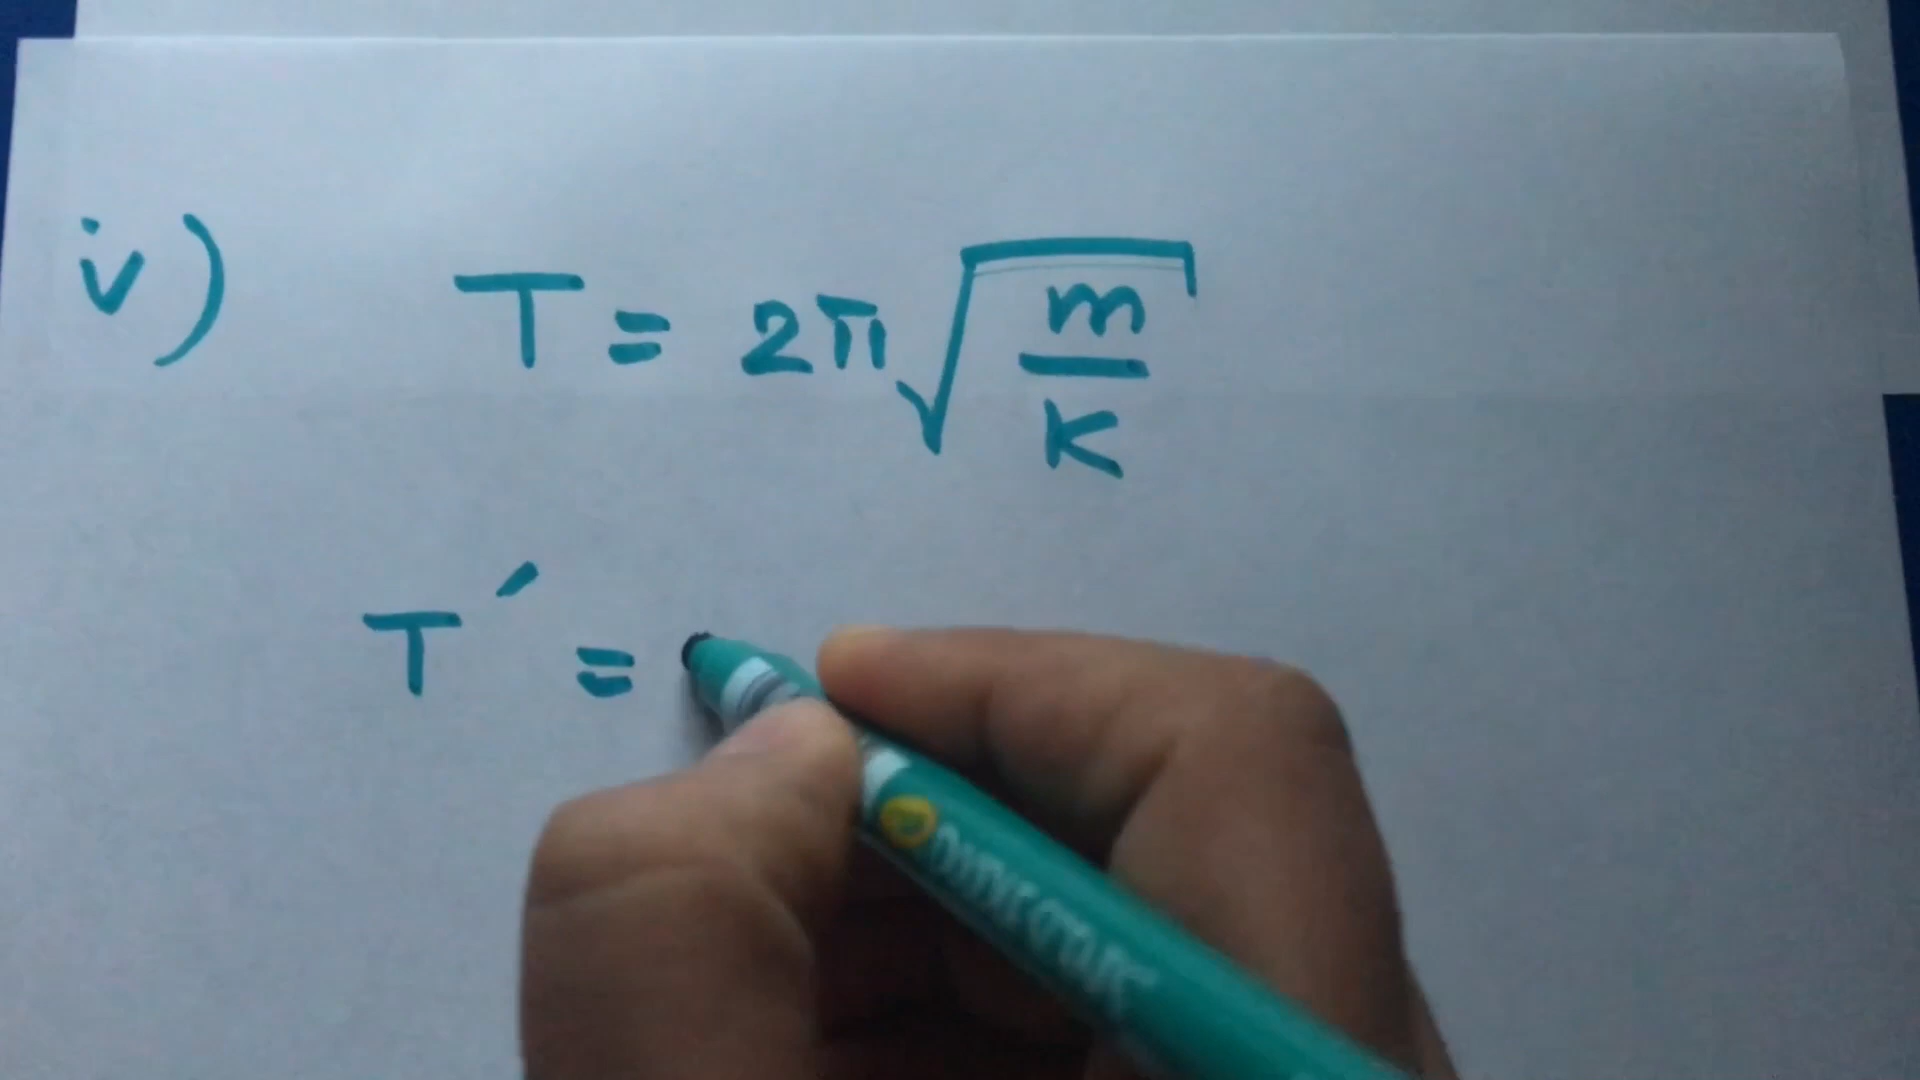 iv) T = 2π√(m/K)
T′ =